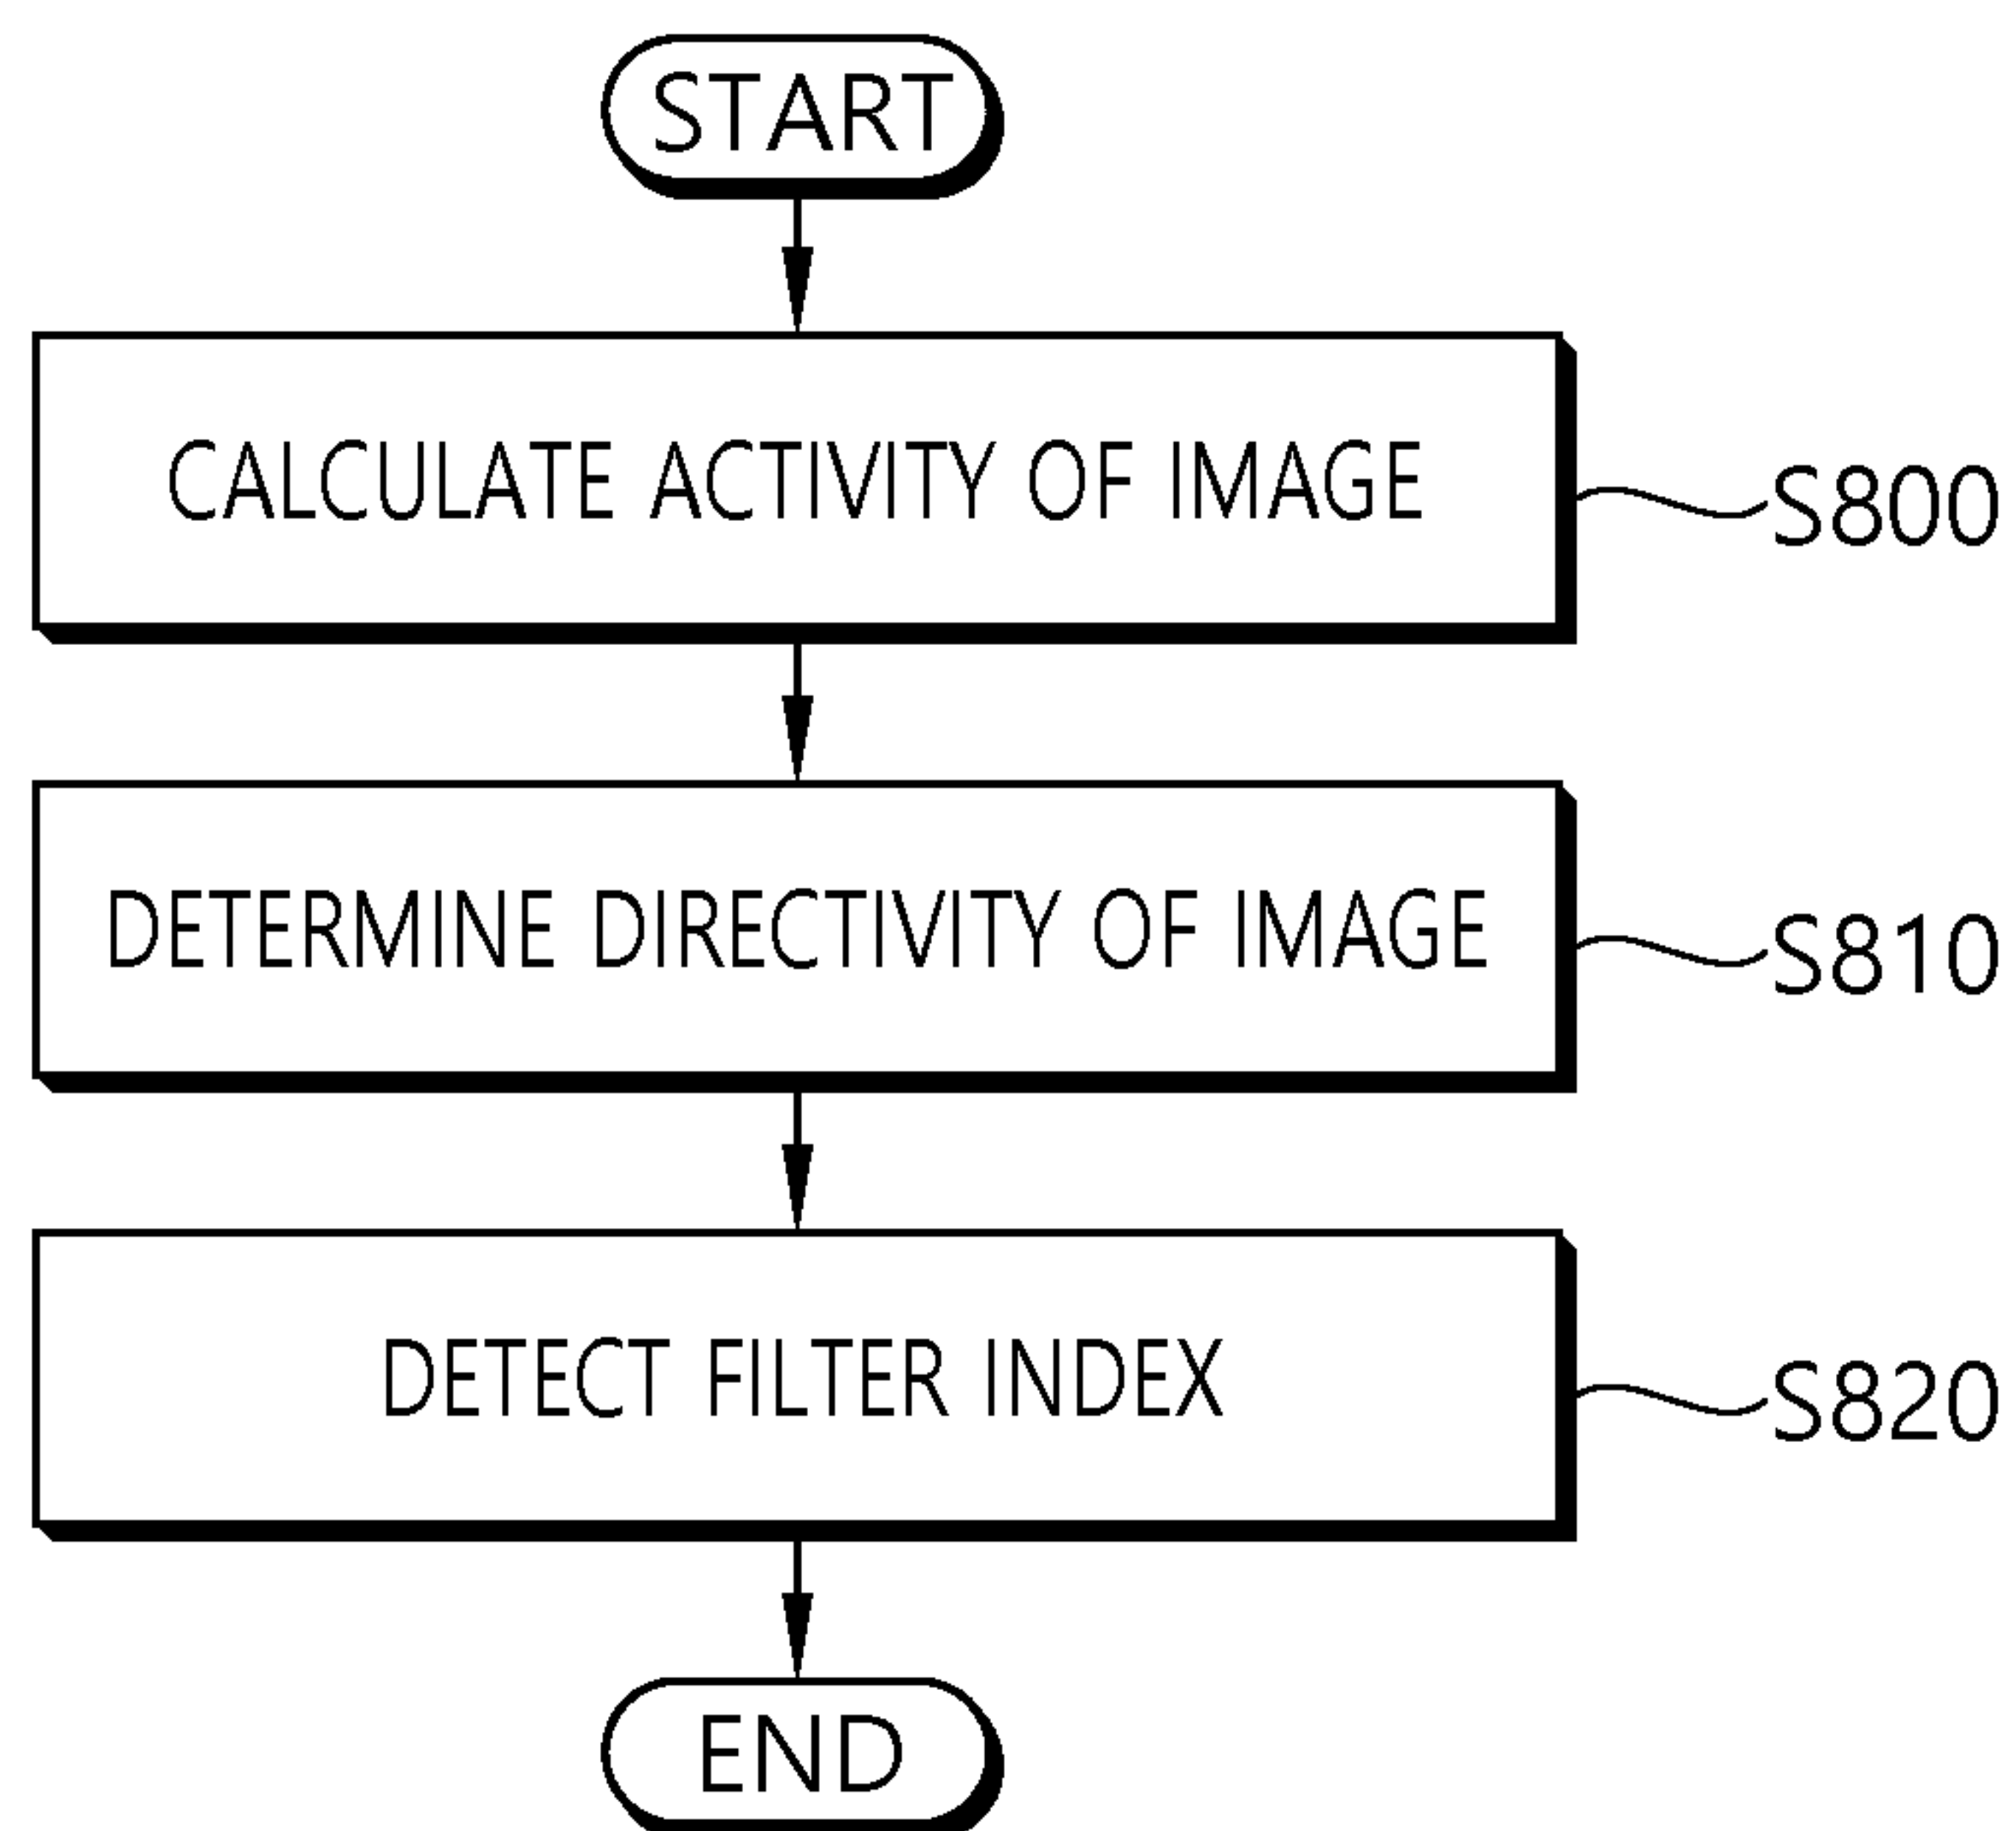 START
CALCULATE ACTIVITY OF IMAGE
S800
DETERMINE DIRECTIVITY OF IMAGE
S810
DETECT FILTER INDEX
S820
END